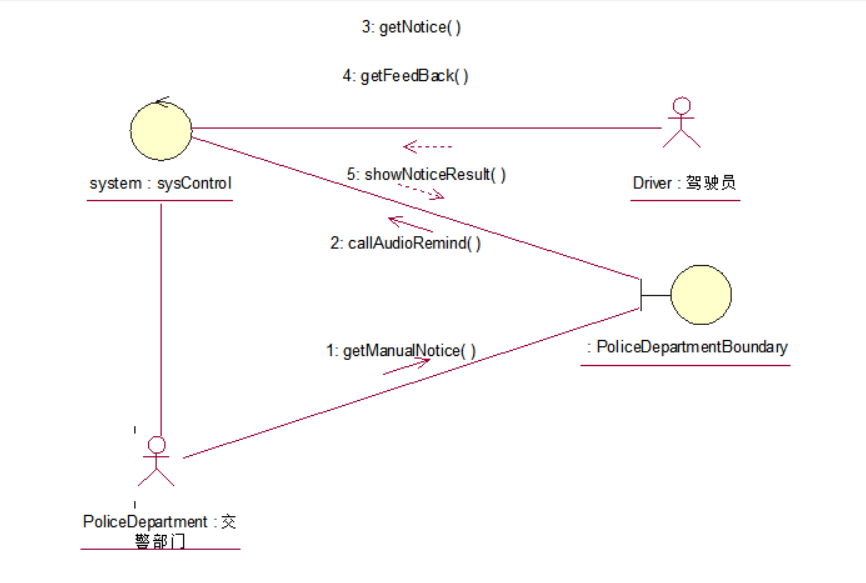 3: getNotice( )
4: getFeedBack( )
system : sysControl
5: showNoticeResult( )
Driver : 驾驶员
2: callAudioRemind( )
1: getManualNotice( )
: PoliceDepartmentBoundary
PoliceDepartment : 交
警部门